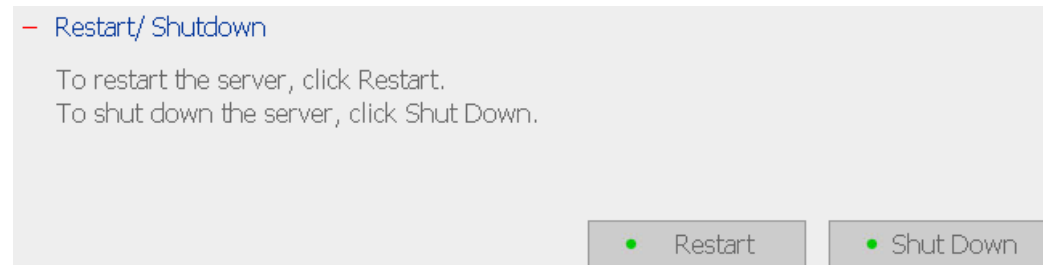 – Restart/ Shutdown
To restart the server, click Restart.
To shut down the server, click Shut Down.
• Restart
• Shut Down